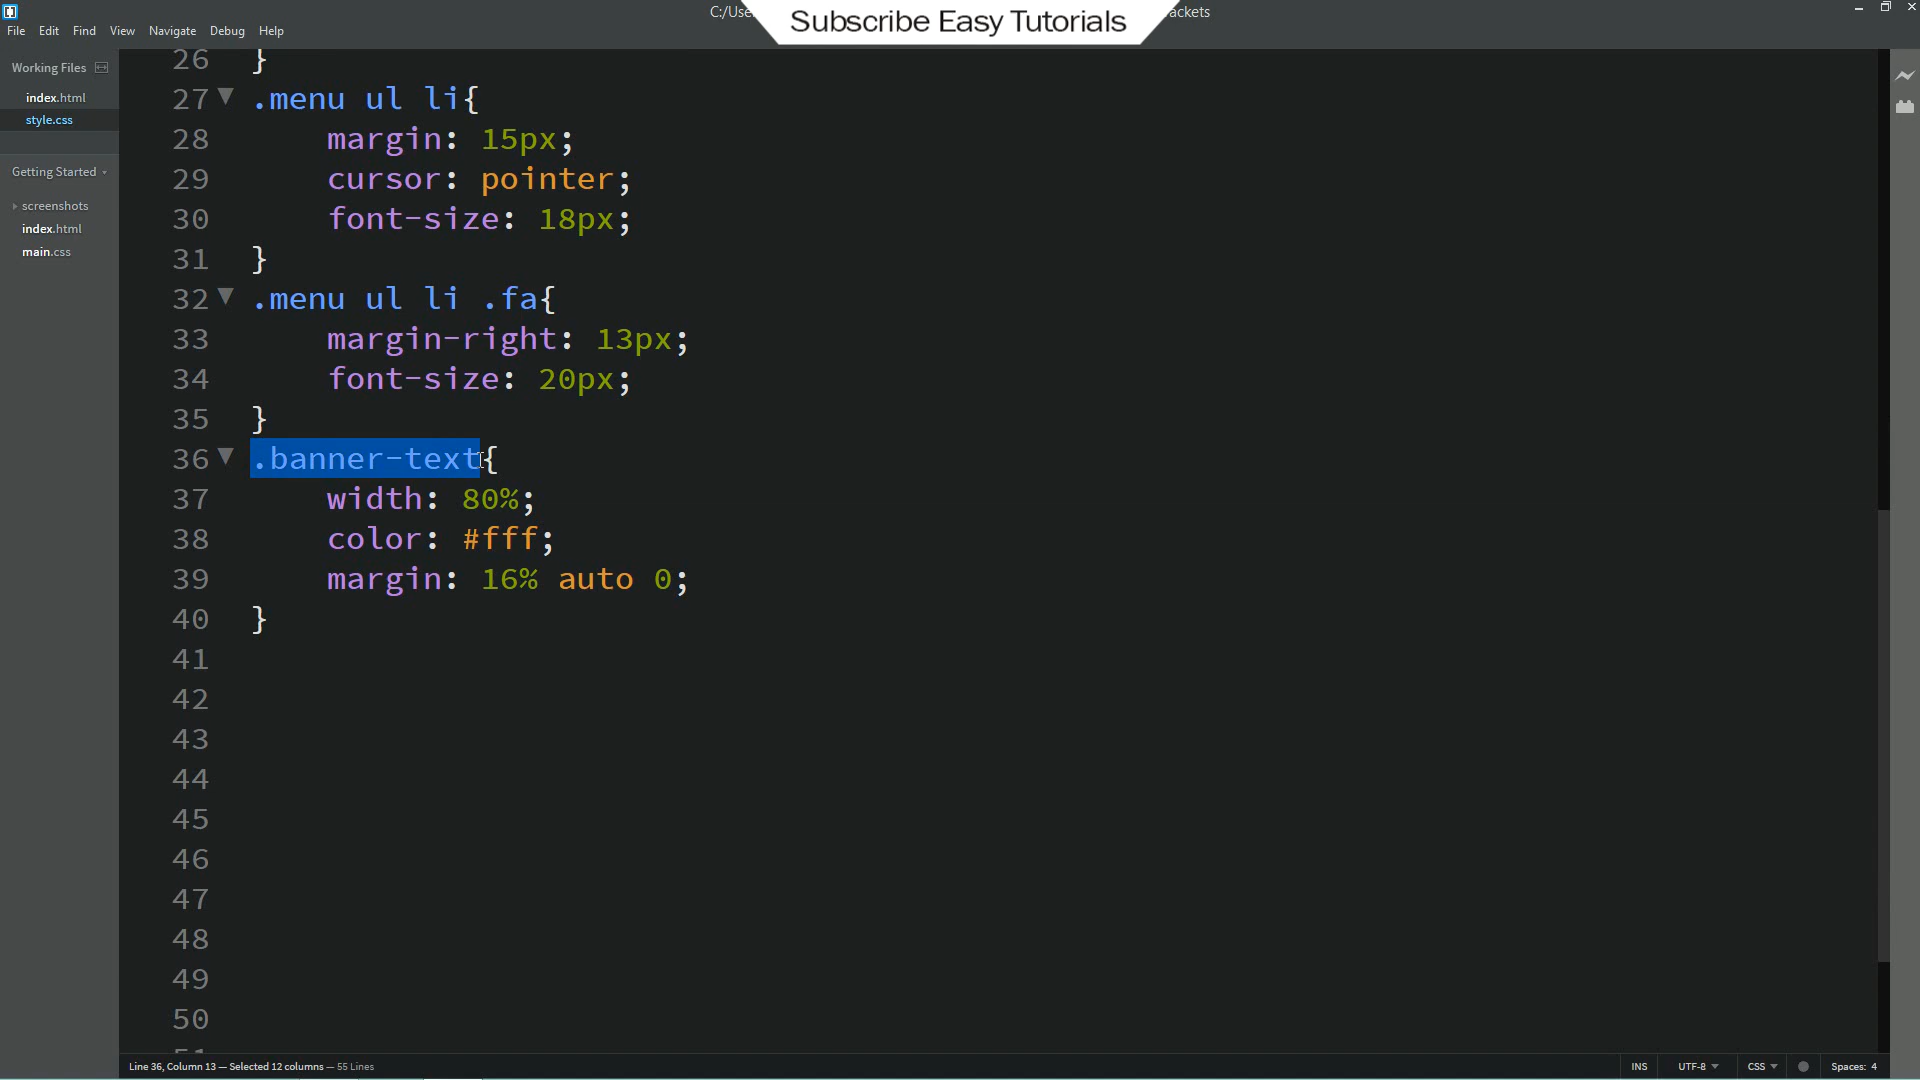 C:/Use
Subscribe Easy Tutorials
ackets
File Edit Find View Navigate Debug Help
Working Files
index.html
style.css
Getting Started
screenshots
index.html
main.css
26 }
27 .menu ul li{
28 margin: 15px;
29 cursor: pointer;
30 font-size: 18px;
31 }
32 .menu ul li .fa{
33 margin-right: 13px;
34 font-size: 20px;
35 }
36 .banner-text{
37 width: 80%;
38 color: #fff;
39 margin: 16% auto 0;
40 }
41
42
43
44
45
46
47
48
49
50
Line 36, Column 13 — Selected 12 columns — 55 Lines
INS UTF-8 CSS Spaces: 4